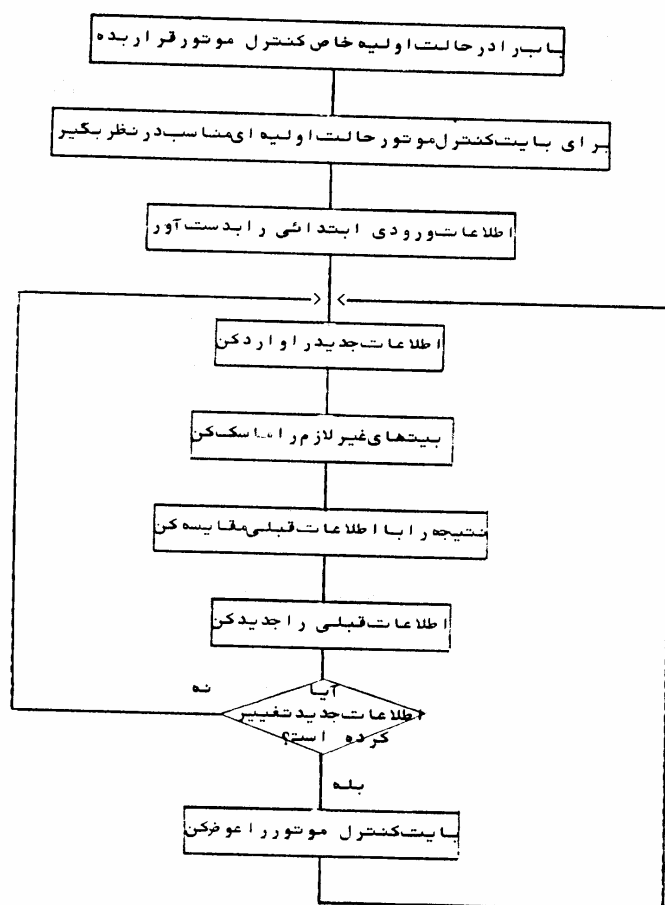 باب را در حالت اولیه خاص کنترل موتور قرار بده
برای بایت کنترل موتور حالت اولیه ای مناسب در نظر بگیر
اطلاعات ورودی ابتدائی را بدست آور
اطلاعات جدید را وارد کن
بیتهای غیر لازم را ماسک کن
نتیجه را با اطلاعات قبلی مقایسه کن
اطلاعات قبلی را جدید کن
آیا
اطلاعات جدید تغییر
کرده است؟
نه
بله
بایت کنترل موتور را عوض کن